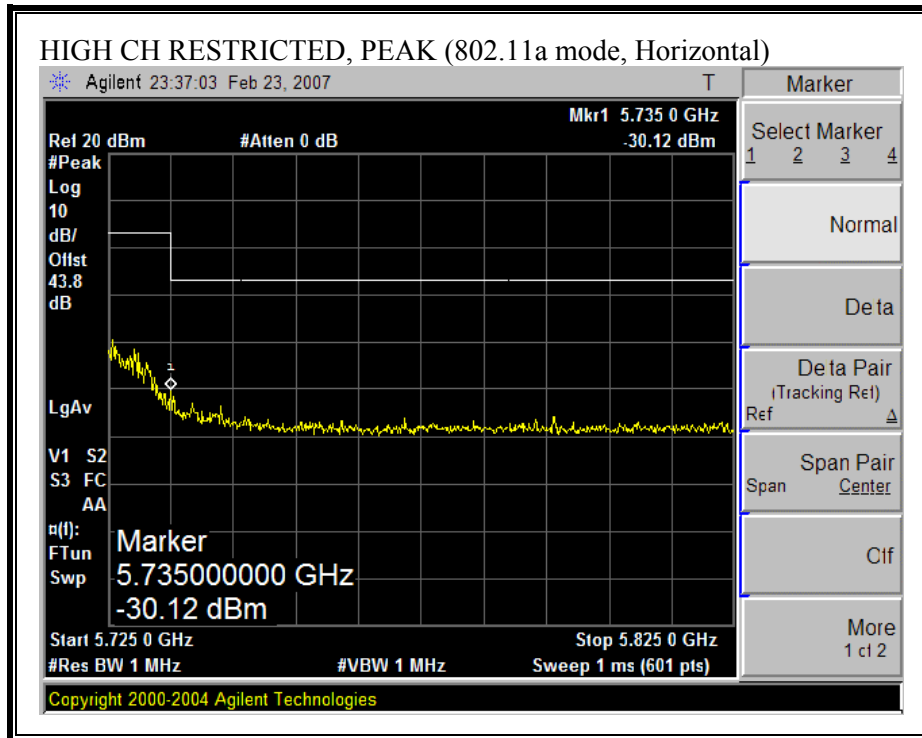 HIGH CH RESTRICTED, PEAK (802.11a mode, Horizontal)
Agilent 23:37:03 Feb 23, 2007 T
Mkr1 5.735 0 GHz
Ref 20 dBm #Atten 0 dB -30.12 dBm
#Peak
Log
10
dB/
Offst
43.8
dB
1
LgAv
V1 S2
S3 FC
AA
¤(f):
FTun
Swp
Marker
5.735000000 GHz
-30.12 dBm
Start 5.725 0 GHz Stop 5.825 0 GHz
#Res BW 1 MHz #VBW 1 MHz Sweep 1 ms (601 pts)
Copyright 2000-2004 Agilent Technologies
Marker
Select Marker
1 2 3 4
Normal
De ta
De ta Pair
(Tracking Ref)
Ref Δ
Span Pair
Span Center
Off
More
1 of 2